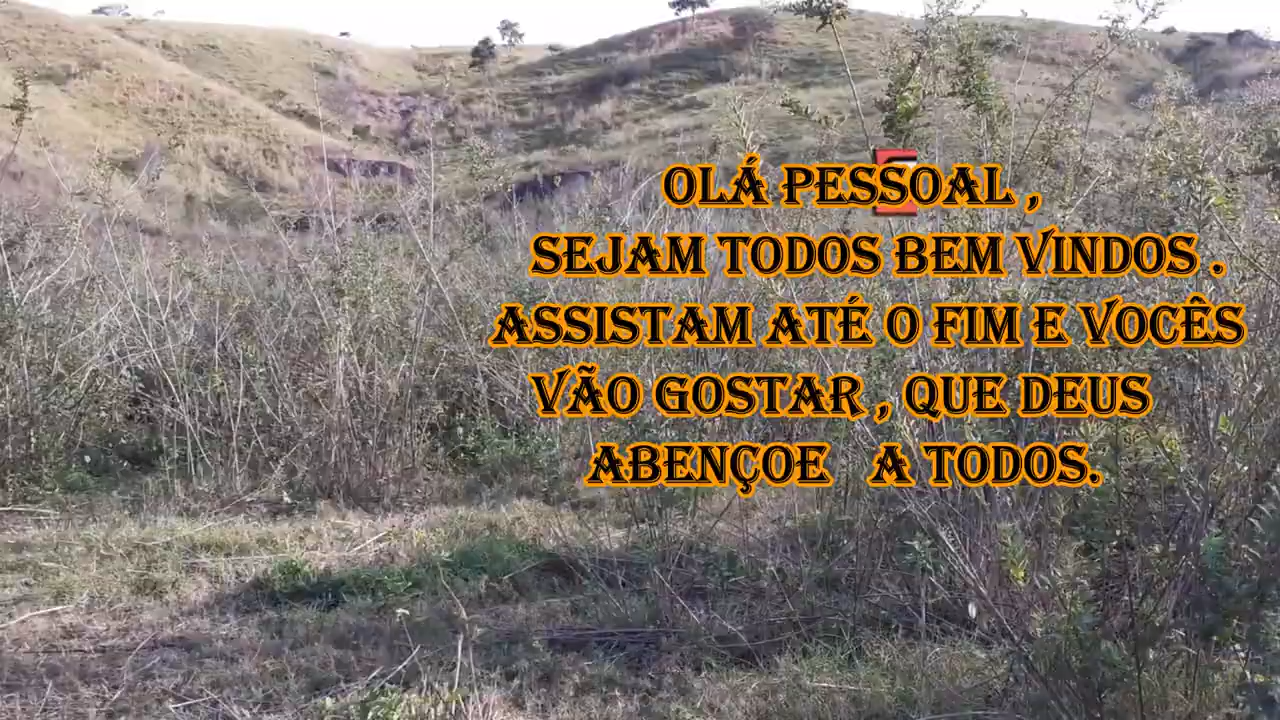 OLÁ PESSOAL ,
SEJAM TODOS BEM VINDOS .
ASSISTAM ATÉ O FIM E VOCÊS
VÃO GOSTAR , QUE DEUS
ABENÇOE A TODOS.